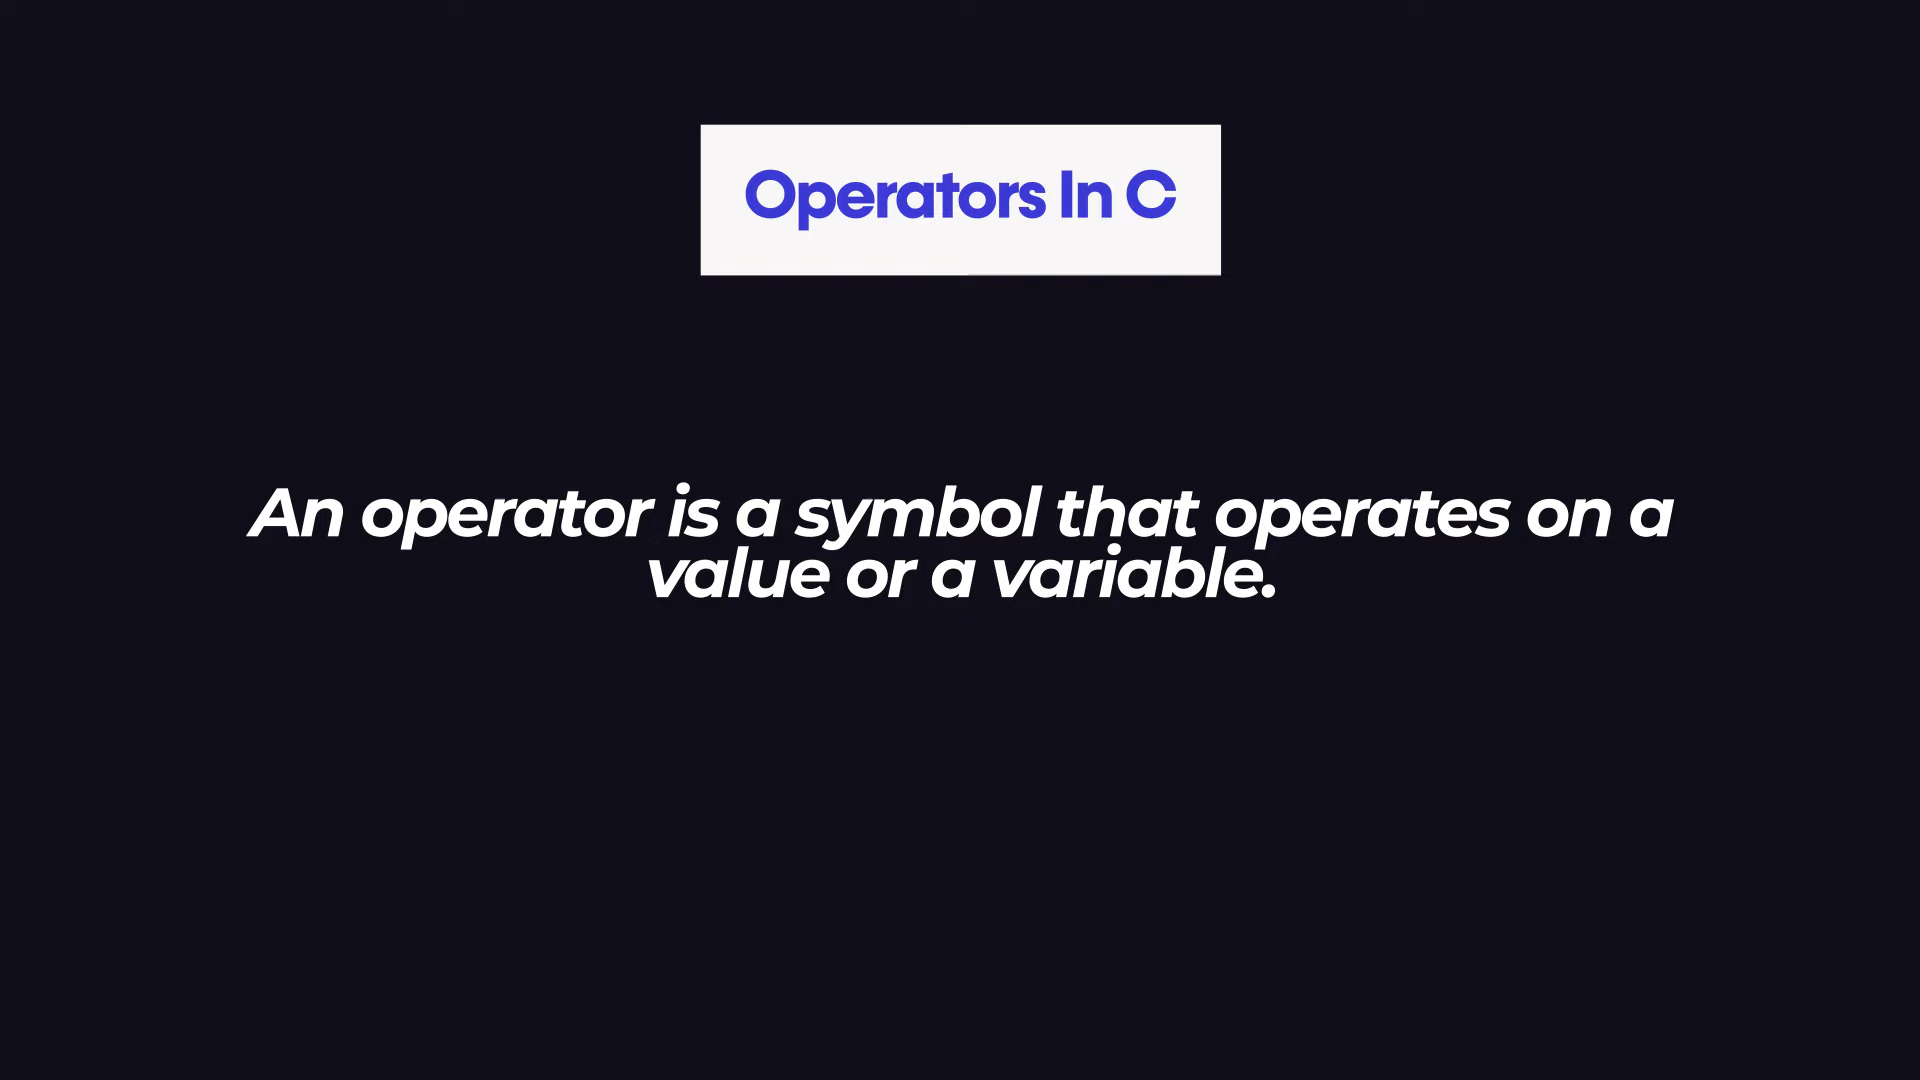 Operators In C
An operator is a symbol that operates on a
value or a variable.